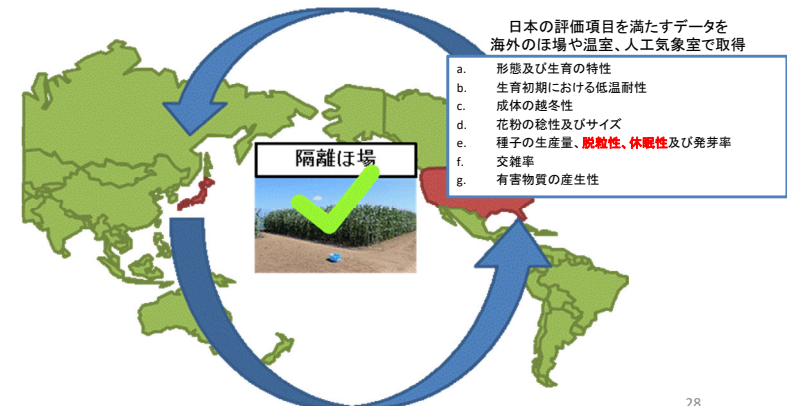 日本の評価項目を満たすデータを
海外のほ場や温室、人工気象室で取得
a. 形態及び生育の特性
b. 生育初期における低温耐性
c. 成体の越冬性
d. 花粉の稔性及びサイズ
e. 種子の生産量、脱粒性、休眠性及び発芽率
f. 交雑率
g. 有害物質の産生性
隔離ほ場
28